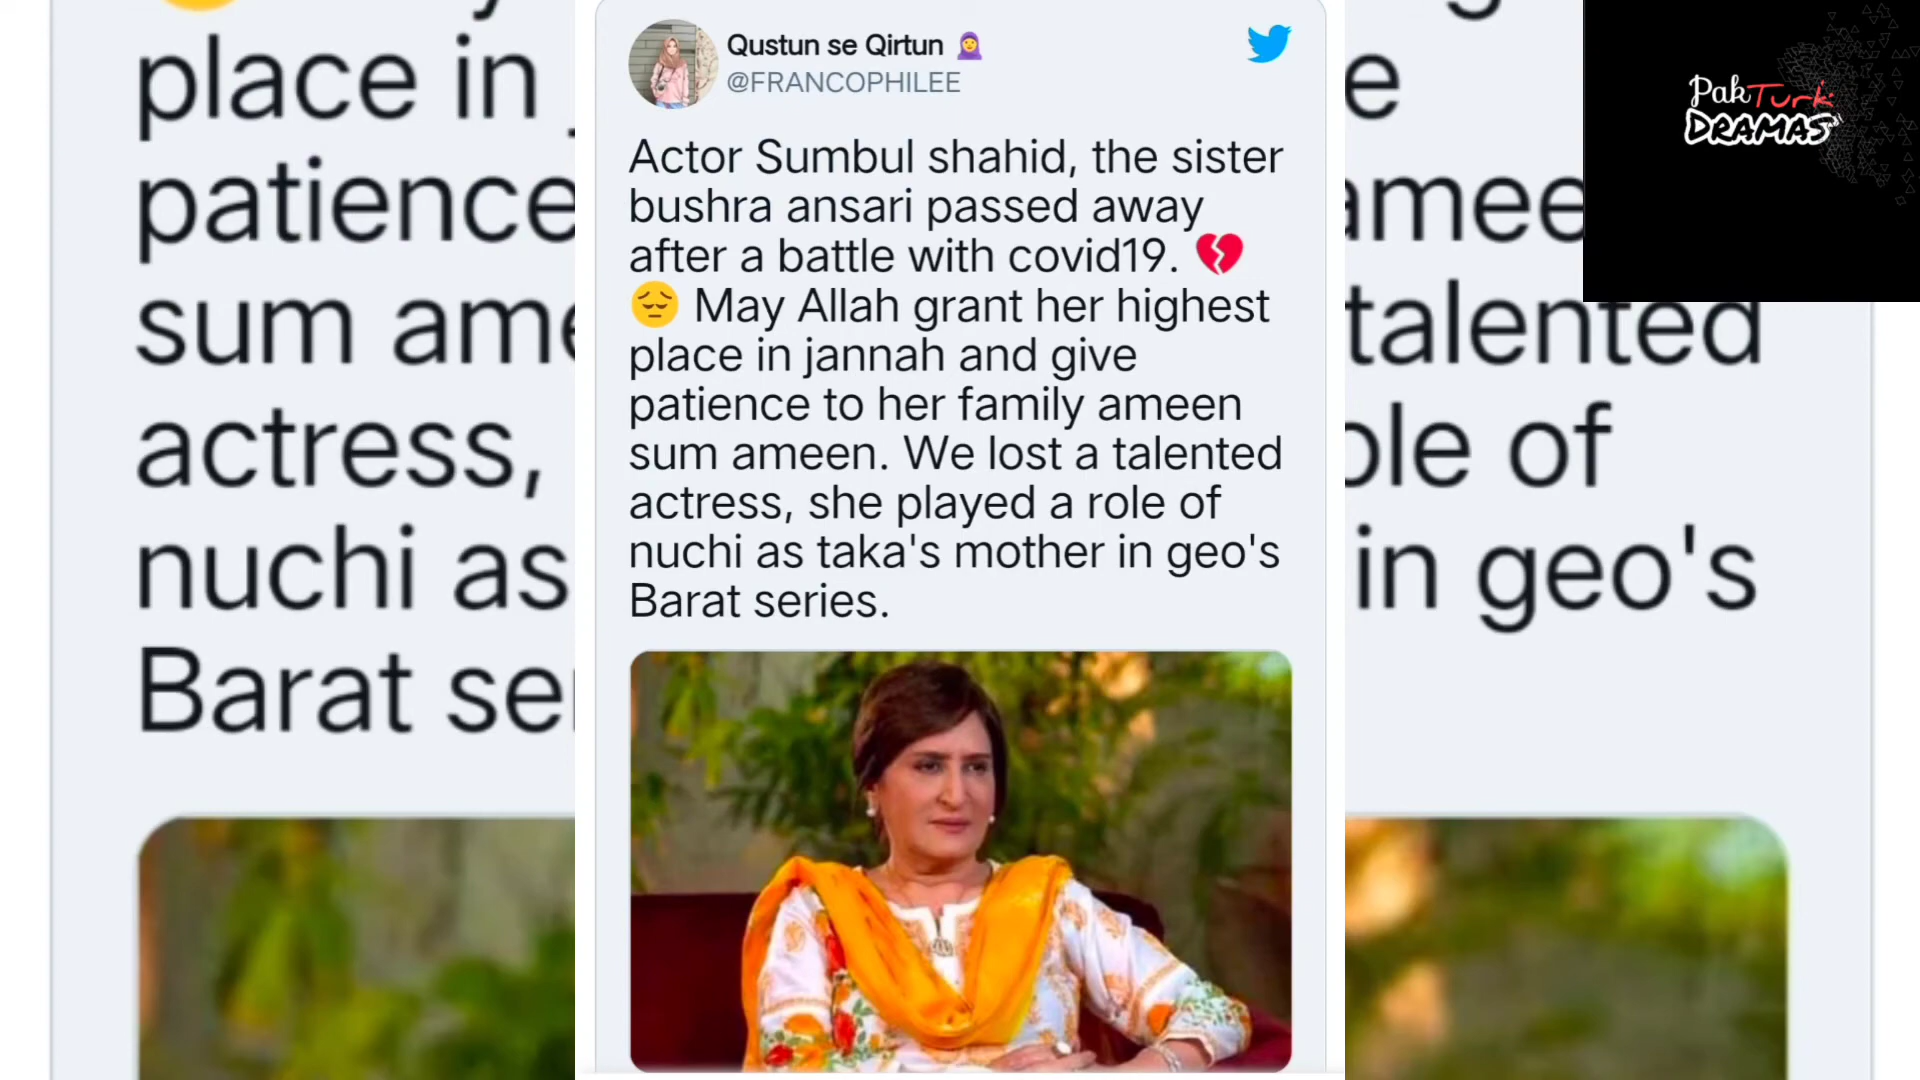 Qustun se Qirtun 🧕
@FRANCOPHILEE
Actor Sumbul shahid, the sister
bushra ansari passed away
after a battle with covid19. 💔
😔 May Allah grant her highest
place in jannah and give
patience to her family ameen
sum ameen. We lost a talented
actress, she played a role of
nuchi as taka's mother in geo's
Barat series.
place in
patience
sum ame
actress,
nuchi as
Barat se
e
amee
talented
ole of
in geo's
Pak Turk
DRAMAS